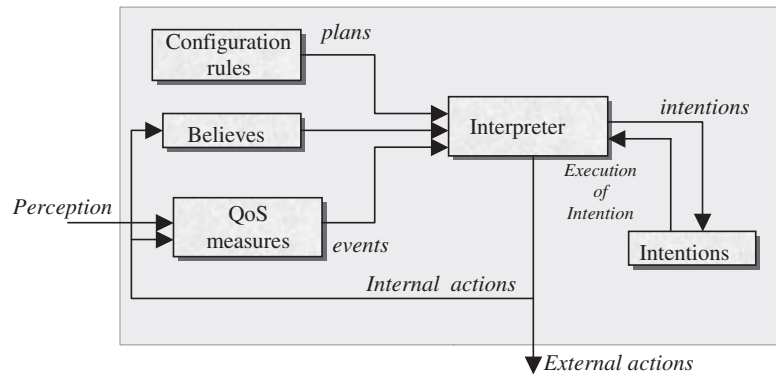 Configuration
rules
plans
Believes
Interpreter
intentions
Execution
of
Intention
Perception
QoS
measures
events
Intentions
Internal actions
External actions